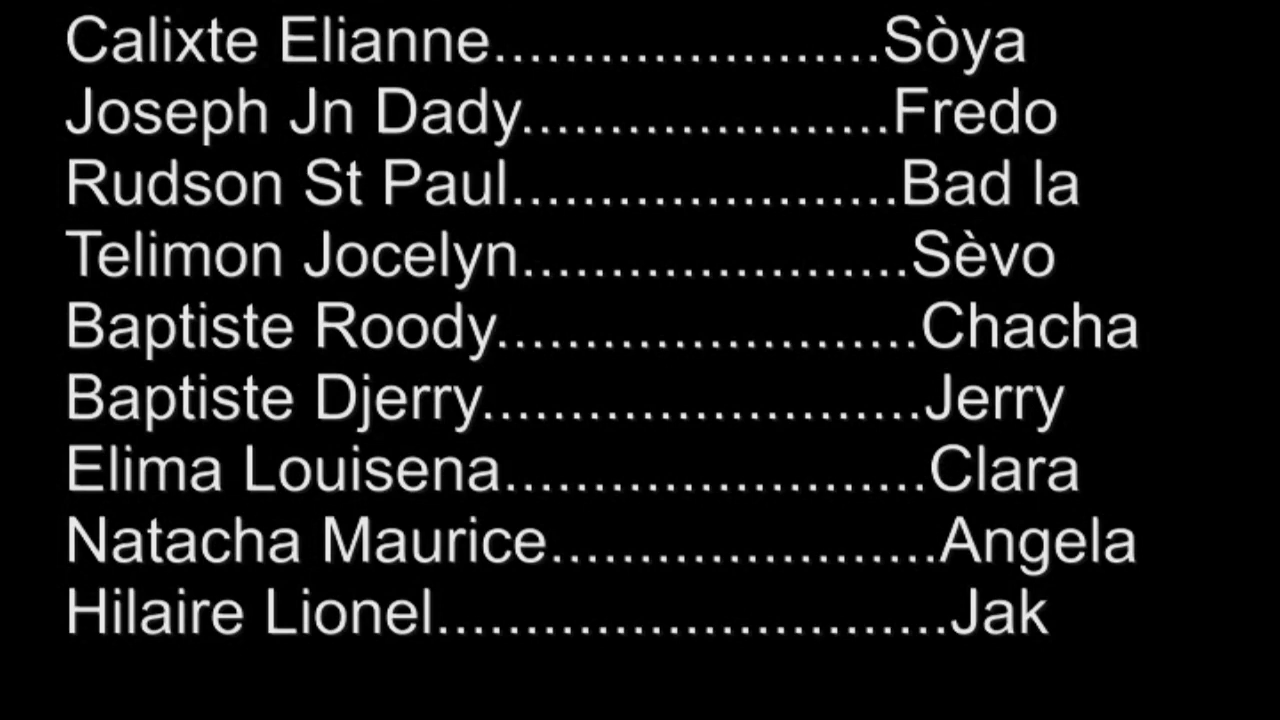 Calixte Elianne......................Sòya
Joseph Jn Dady.....................Fredo
Rudson St Paul......................Bad la
Telimon Jocelyn......................Sèvo
Baptiste Roody........................Chacha
Baptiste Djerry.........................Jerry
Elima Louisena........................Clara
Natacha Maurice......................Angela
Hilaire Lionel.............................Jak